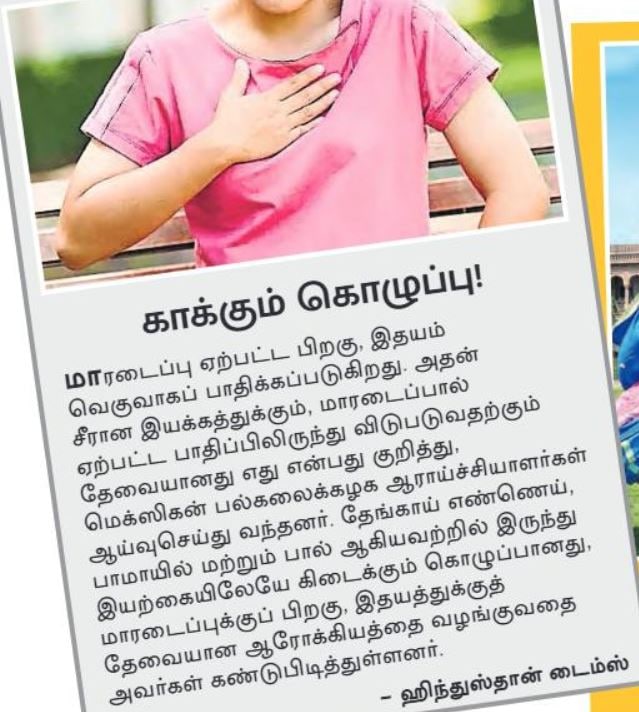 காக்கும் கொழுப்பு!
மாரடைப்பு ஏற்பட்ட பிறகு, இதயம்
வெகுவாகப் பாதிக்கப்படுகிறது. அதன்
சீரான இயக்கத்துக்கும், மாரடைப்பால்
ஏற்பட்ட பாதிப்பிலிருந்து விடுபடுவதற்கும்
தேவையானது எது என்பது குறித்து,
மெக்ஸிகன் பல்கலைக்கழக ஆராய்ச்சியாளர்கள்
ஆய்வுசெய்து வந்தனர். தேங்காய் எண்ணெய்,
பாமாயில் மற்றும் பால் ஆகியவற்றில் இருந்து
இயற்கையிலேயே கிடைக்கும் கொழுப்பானது,
மாரடைப்புக்குப் பிறகு, இதயத்துக்குத்
தேவையான ஆரோக்கியத்தை வழங்குவதை
அவர்கள் கண்டுபிடித்துள்ளனர்.
– ஹிந்துஸ்தான் டைம்ஸ்